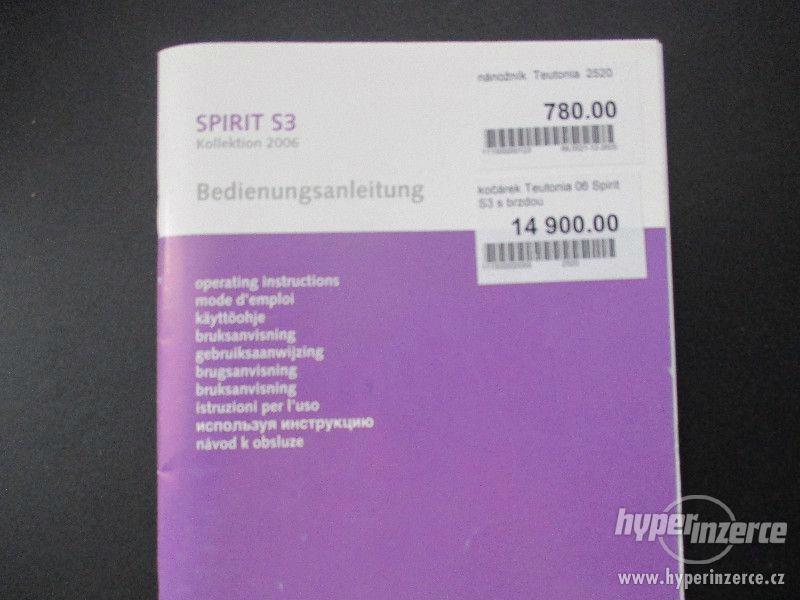 SPIRIT S3
Kollektion 2006
Bedienungsanleitung
nánožník Teutonia 2520
780.00
kočárek Teutonia 06 Spirit
S3 s brzdou
14 900.00
operating instructions
mode d'emploi
käyttöohje
bruksanvisning
gebruiksaanwijzing
brugsanvisning
bruksanvisning
istruzioni per l'uso
используя инструкцию
návod k obsluze
hyperinzerce
www.hyperinzerce.cz